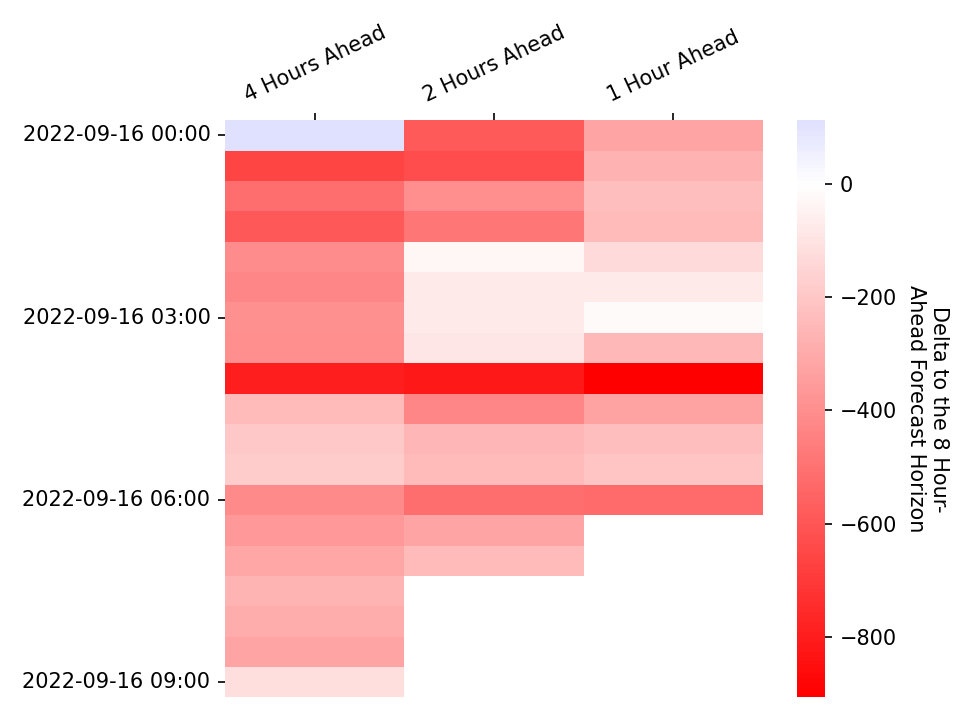 4 Hours Ahead
2 Hours Ahead
1 Hour Ahead
2022-09-16 00:00
2022-09-16 03:00
2022-09-16 06:00
2022-09-16 09:00
0
−200
−400
−600
−800
Delta to the 8 Hour-
Ahead Forecast Horizon